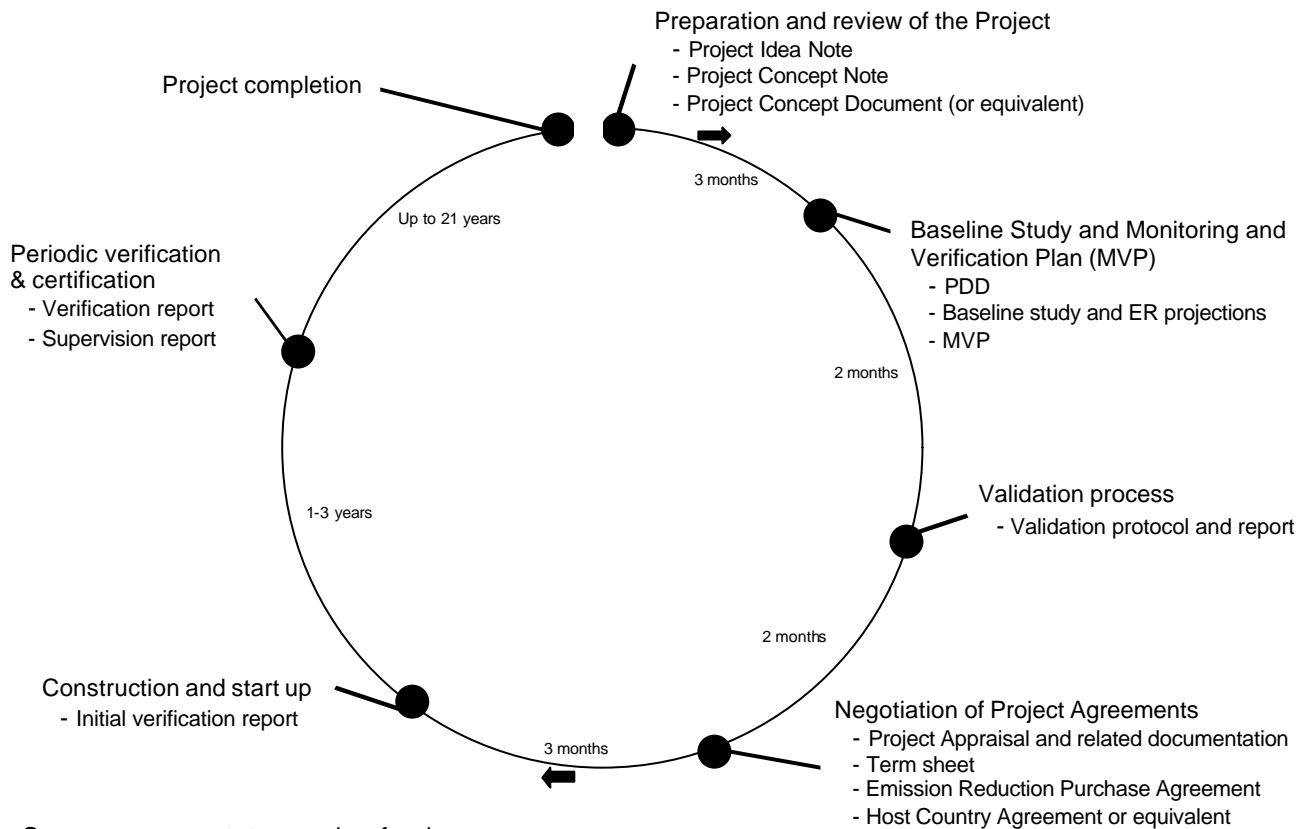 Preparation and review of the Project
- Project Idea Note
- Project Concept Note
- Project Concept Document (or equivalent)
3 months
Baseline Study and Monitoring and
Verification Plan (MVP)
- PDD
- Baseline study and ER projections
- MVP
2 months
Validation process
- Validation protocol and report
2 months
Negotiation of Project Agreements
- Project Appraisal and related documentation
- Term sheet
- Emission Reduction Purchase Agreement
- Host Country Agreement or equivalent
3 months
Construction and start up
- Initial verification report
1-3 years
Periodic verification
& certification
- Verification report
- Supervision report
Up to 21 years
Project completion